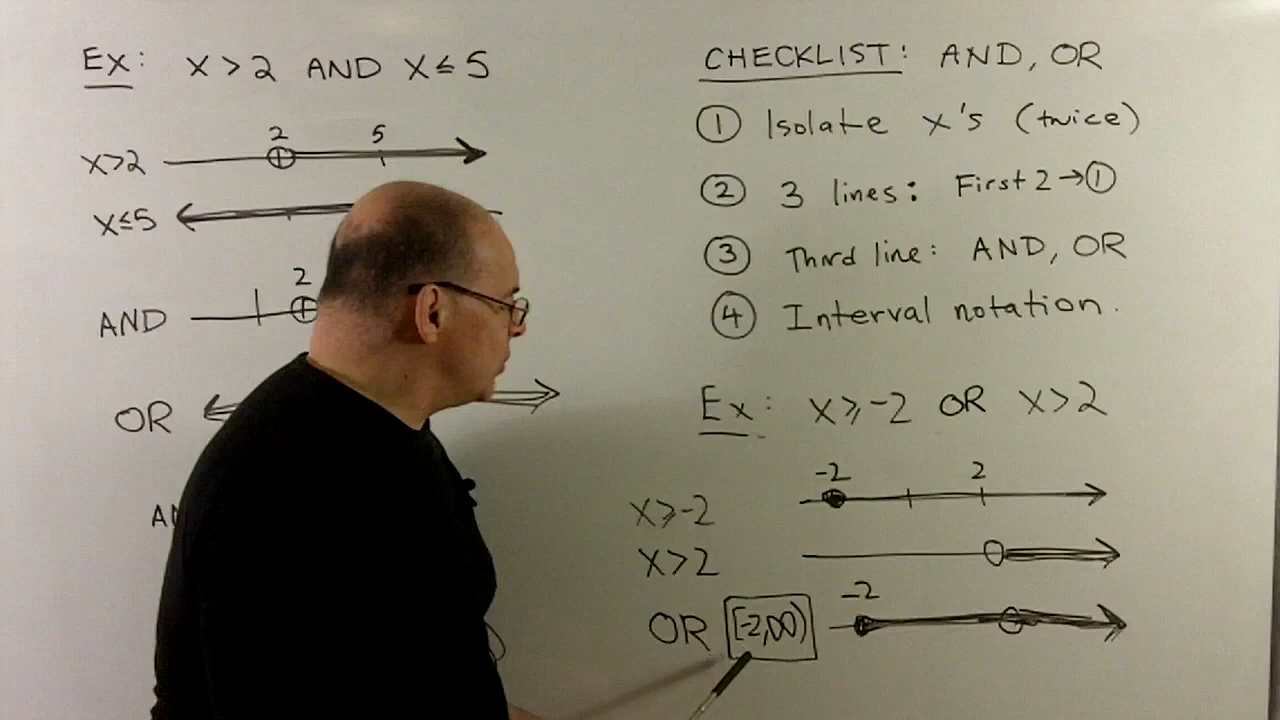 Ex: x > 2 AND x ≤ 5
2 5
x>2
x≤5
2
AND
OR
CHECKLIST: AND, OR
① Isolate x's (twice)
② 3 lines: First 2 → ①
③ Third line: AND, OR
④ Interval notation.
Ex: x ≥ -2 OR x > 2
-2 2
x ≥ -2
x > 2
-2
OR [-2,∞)